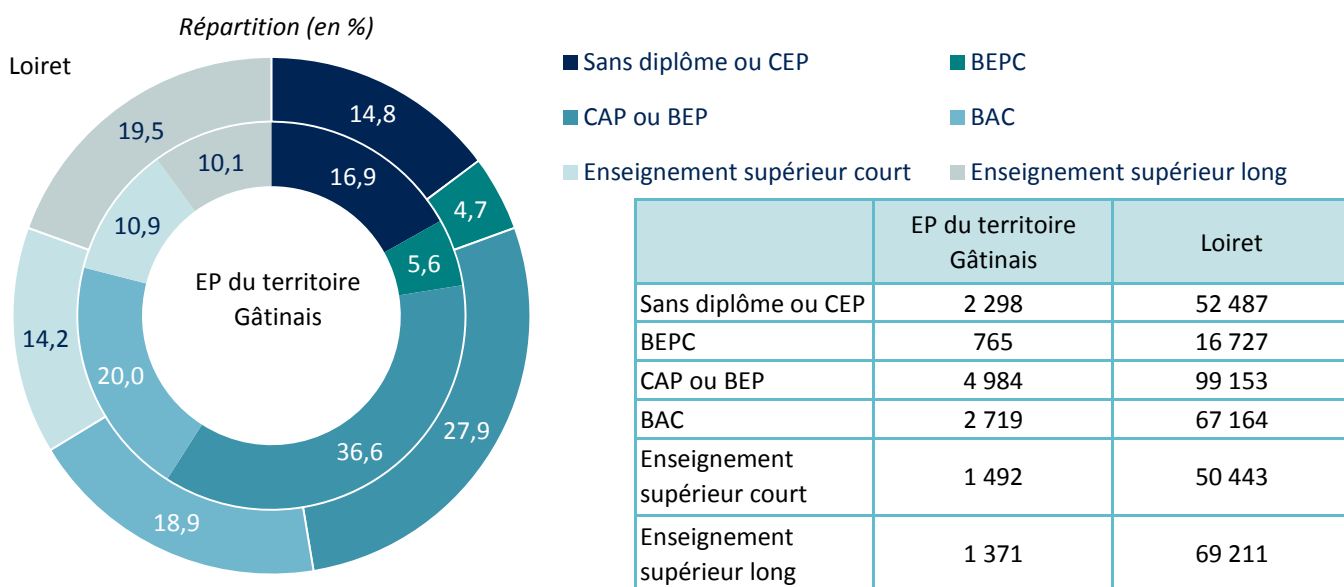 Répartition (en %)
Loiret
14,8
4,7
27,9
18,9
14,2
19,5
16,9
5,6
36,6
20,0
10,9
10,1
EP du territoire
Gâtinais
Sans diplôme ou CEP
BEPC
CAP ou BEP
BAC
Enseignement supérieur court
Enseignement supérieur long
EP du territoire
Gâtinais
Loiret
Sans diplôme ou CEP 2 298 52 487
BEPC 765 16 727
CAP ou BEP 4 984 99 153
BAC 2 719 67 164
Enseignement
supérieur court
1 492 50 443
Enseignement
supérieur long
1 371 69 211